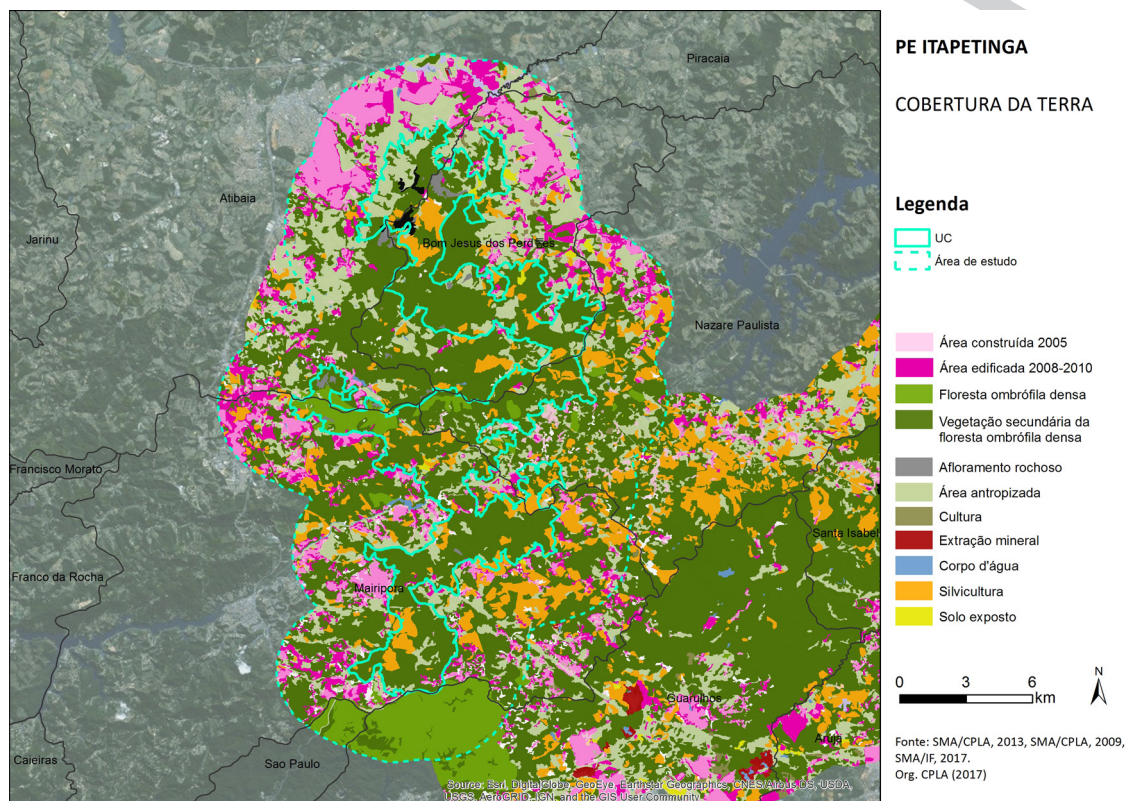 PE ITAPETINGA
COBERTURA DA TERRA
Legenda
UC
Área de estudo
Área construída 2005
Área edificada 2008-2010
Floresta ombrófila densa
Vegetação secundária da
floresta ombrófila densa
Afloramento rochoso
Área antropizada
Cultura
Extração mineral
Corpo d'água
Silvicultura
Solo exposto
0 3 6
km
N
Fonte: SMA/CPLA, 2013, SMA/CPLA, 2009,
SMA/IF, 2017.
Org. CPLA (2017)
Piracaia
Atibaia
Jarinu
Bom Jesus dos Perdões
Nazare Paulista
Francisco Morato
Santa Isabel
Franco da Rocha
Mairipora
Guarulhos
Arujá
Caieiras
Sao Paulo
Source: Esri, DigitalGlobe, GeoEye, Earthstar Geographics, CNES/Airbus DS, USDA,
USGS, AeroGRID, IGN, and the GIS User Community